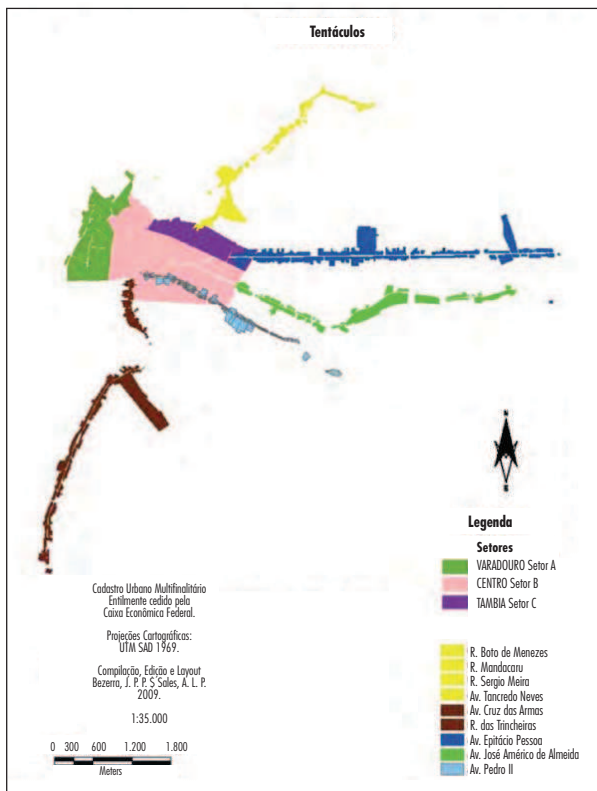 Tentáculos
N
S
Legenda
Setores
VARADOURO Setor A
CENTRO Setor B
TAMBIA Setor C
Cadastro Urbano Multifinalitário
Entilmente cedido pela
Caixa Econômica Federal.
Projeções Cartográficas:
UTM SAD 1969.
Compilação, Edição e Layout
Bezerra, J. P. P. S Sales, A. L. P.
2009.
1:35.000
R. Boto de Menezes
R. Mandacaru
R. Sergio Meira
Av. Tancredo Neves
Av. Cruz das Armas
R. das Trincheiras
Av. Epitácio Pessoa
Av. José Américo de Almeida
Av. Pedro II
0 300 600 1.200 1.800
Meters